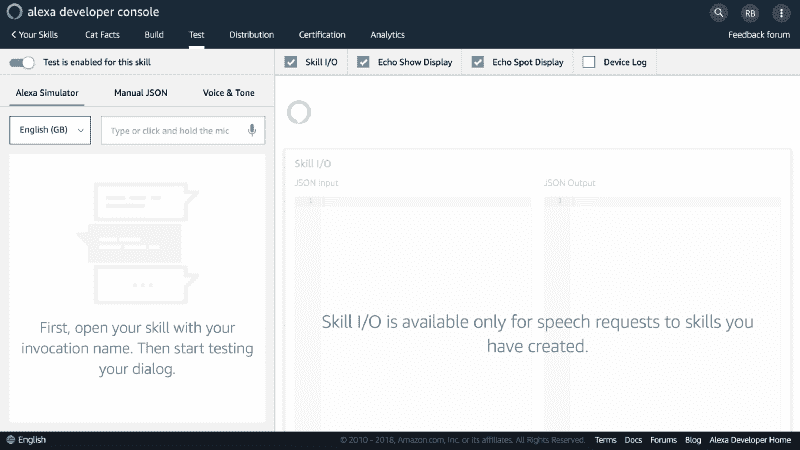 alexa developer console
RB
Your Skills
Cat Facts
Build
Test
Distribution
Certification
Analytics
Feedback forum
Test is enabled for this skill
Skill I/O
Echo Show Display
Echo Spot Display
Device Log
Alexa Simulator
Manual JSON
Voice & Tone
English (GB)
Type or click and hold the mic
Skill I/O
JSON Input
JSON Output
1
1
First, open your skill with your
invocation name. Then start testing
your dialog.
Skill I/O is available only for speech requests to skills you
have created.
English
© 2010 - 2018, Amazon.com, Inc. or its affiliates. All Rights Reserved.
Terms
Docs
Forums
Blog
Alexa Developer Home